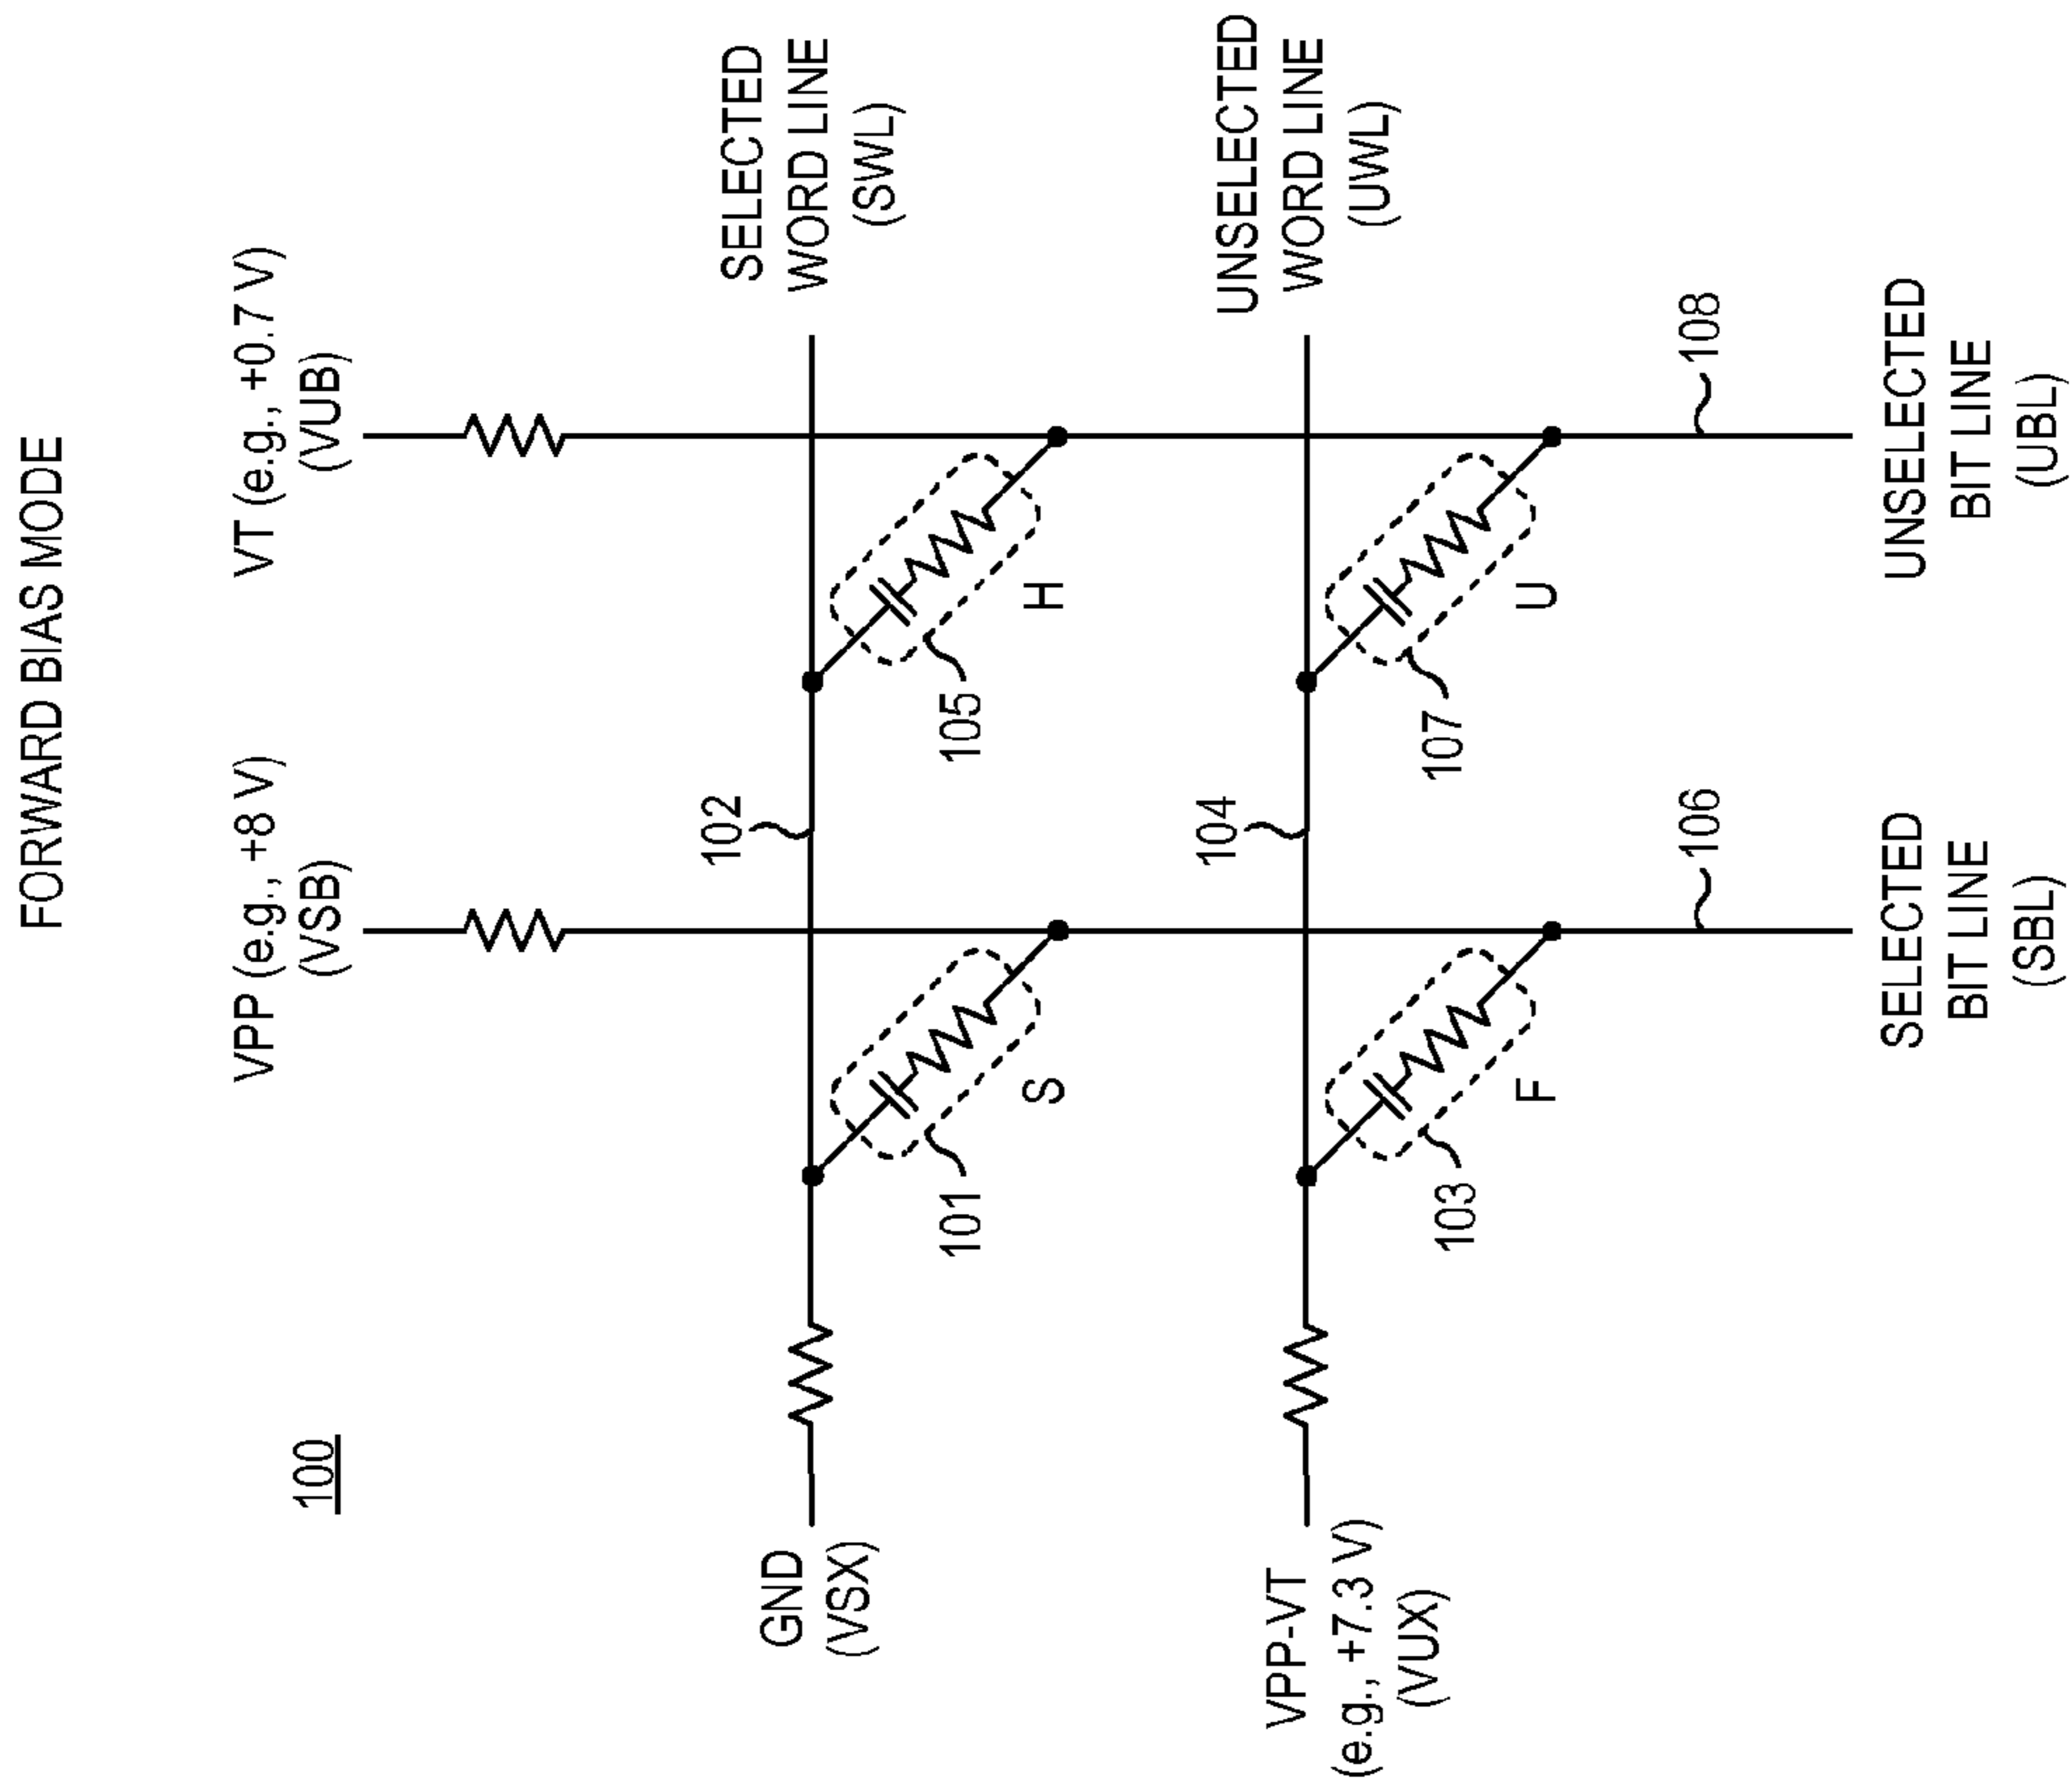 FORWARD BIAS MODE
100
VPP (e.g., +8 V)
(VSB)
VT (e.g., +0.7 V)
(VUB)
GND
(VSX)
102
SELECTED
WORD LINE
(SWL)
101
S
105
H
VPP-VT
(e.g., +7.3 V)
(VUX)
104
UNSELECTED
WORD LINE
(UWL)
103
F
107
U
106
108
SELECTED
BIT LINE
(SBL)
UNSELECTED
BIT LINE
(UBL)